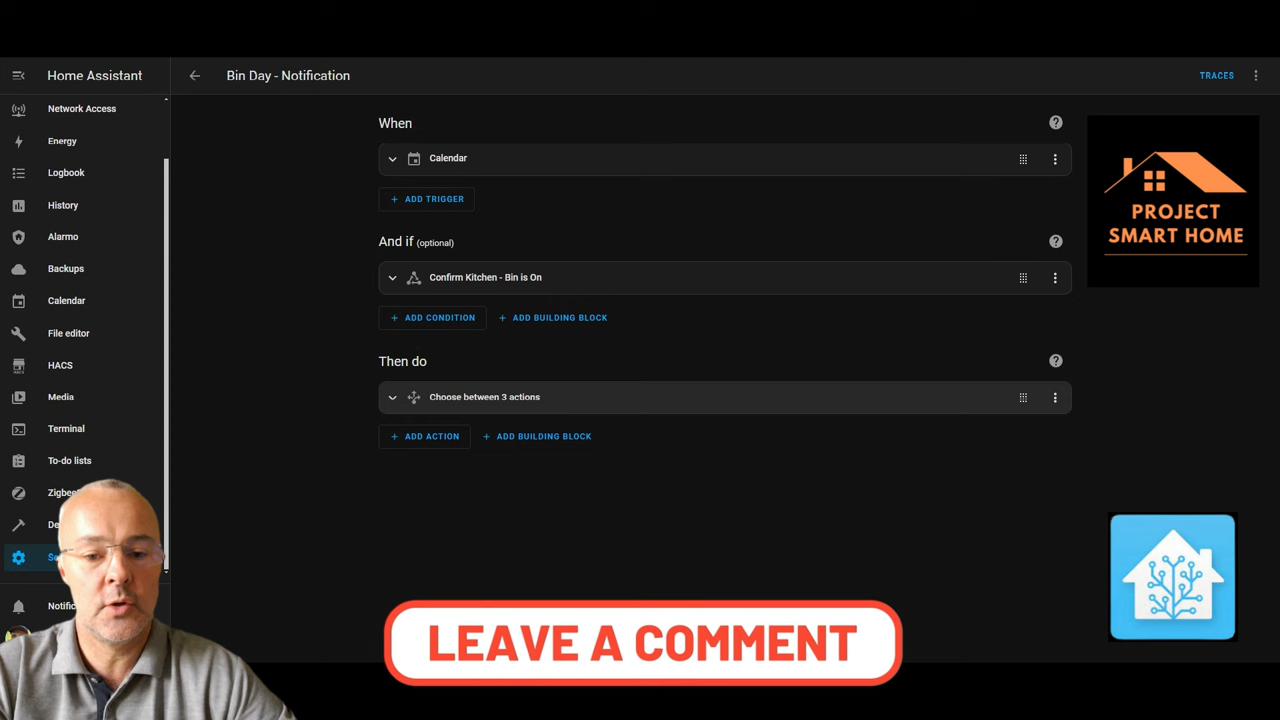 Home Assistant
Bin Day - Notification
TRACES
Network Access
Energy
Logbook
History
Alarmo
Backups
Calendar
File editor
HACS
Media
Terminal
To-do lists
When
Calendar
+ ADD TRIGGER
And if (optional)
Confirm Kitchen - Bin is On
+ ADD CONDITION
+ ADD BUILDING BLOCK
Then do
Choose between 3 actions
+ ADD ACTION
+ ADD BUILDING BLOCK
PROJECT
SMART HOME
LEAVE A COMMENT